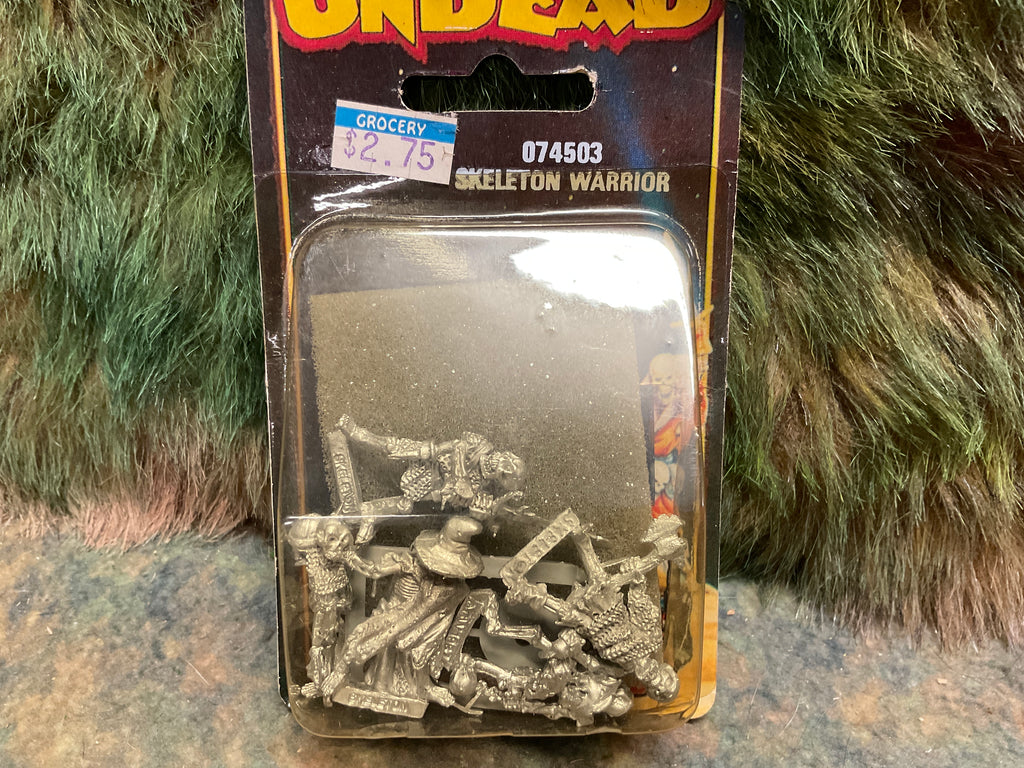 UNDEAD
GROCERY
$2.75
074503
SKELETON WARRIOR